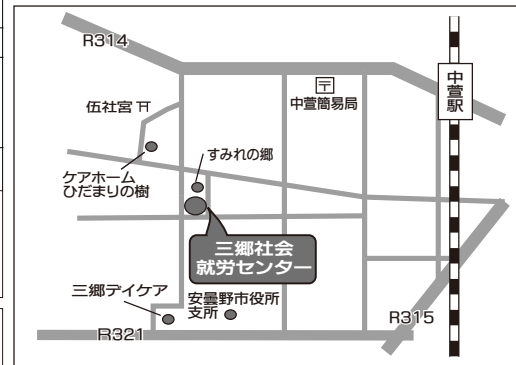 R314
伍社宮
〒
中萱簡易局
中萱駅
ケアホーム
ひだまりの樹
すみれの郷
三郷社会
就労センター
三郷デイケア
安曇野市役所
支所
R315
R321